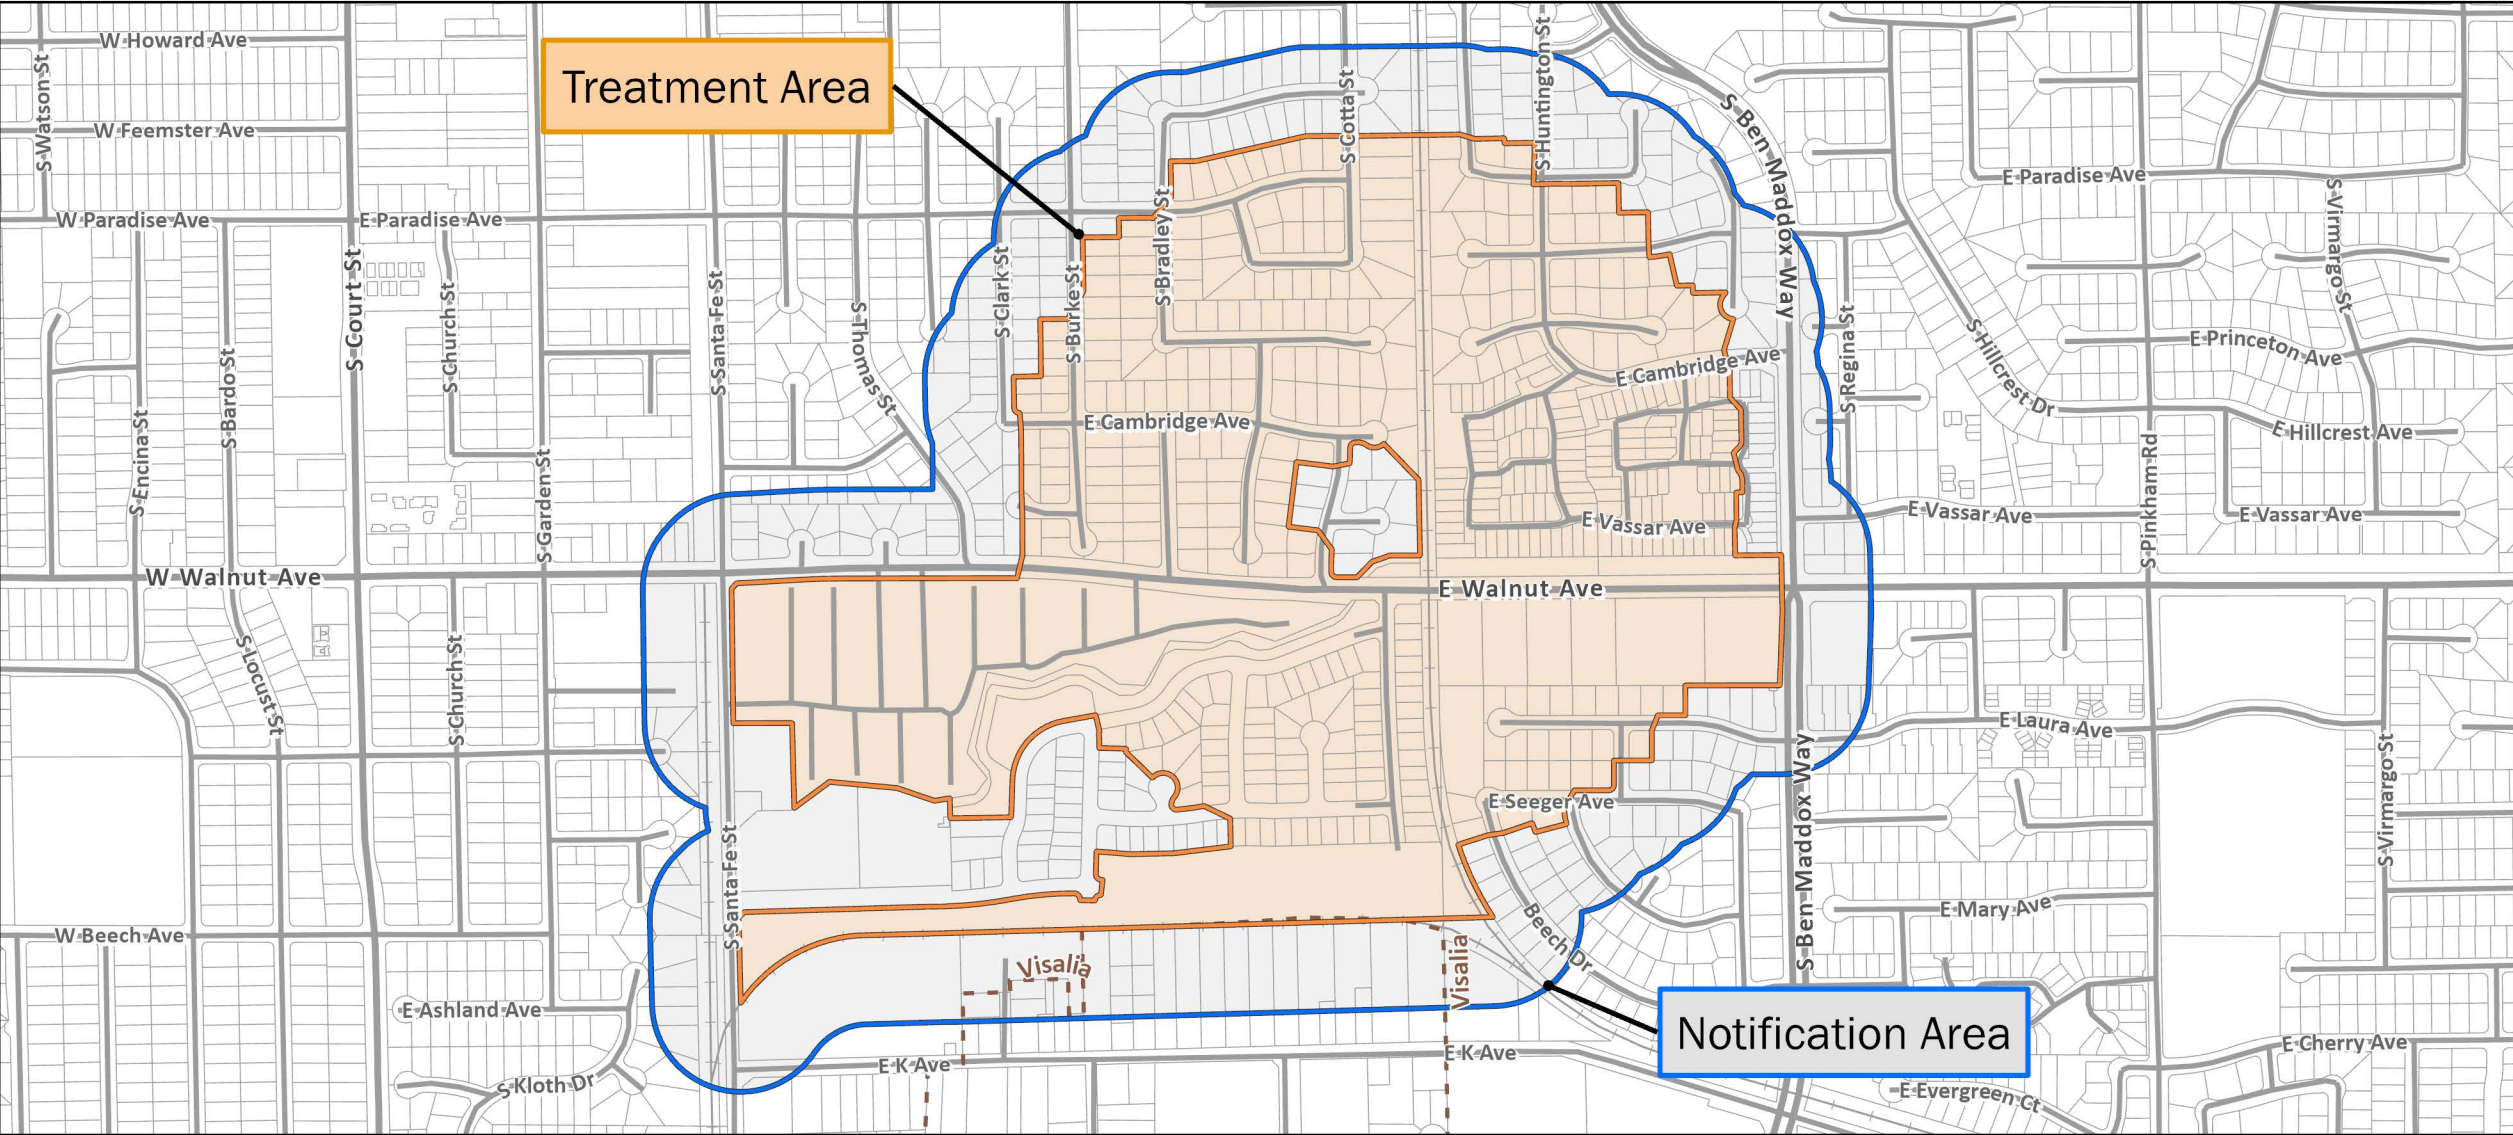 W Howard Ave
S Watson St
W Feemster Ave
W Paradise Ave
E Paradise Ave
Treatment Area
S Cotta St
S Huntington St
S Ben Maddox Way
E Paradise Ave
S Virmargo St
S Court St
S Church St
S Santa Fe St
S Thomas St
S Clark St
S Burke St
S Bradley St
S Regina St
S Hillcrest Dr
E Princeton Ave
S Encina St
S Bardo St
S Garden St
E Cambridge Ave
E Cambridge Ave
E Hillcrest Ave
S Pinkham Rd
E Vassar Ave
E Vassar Ave
E Vassar Ave
W Walnut Ave
E Walnut Ave
S Locust St
S Church St
E Laura Ave
S Ben Maddox Way
S Virmargo St
E Seeger Ave
S Santa Fe St
W Beech Ave
E Mary Ave
Beech Dr
Visalia
Visalia
E Ashland Ave
Notification Area
E K Ave
E K Ave
E Cherry Ave
S Kloth Dr
E Evergreen Ct